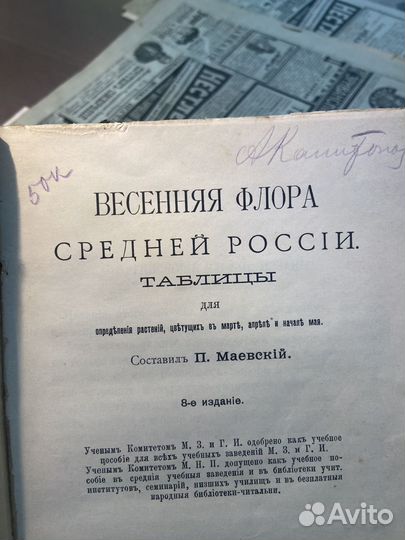 50к
ВЕСЕННЯЯ ФЛОРА
СРЕДНЕЙ РОССІИ.
ТАБЛИЦЫ
для
опредѣленія растеній, цвѣтущихъ въ мартѣ, апрѣлѣ и началѣ мая.
Составилъ П. Маевскій.
8-е изданіе.
Ученымъ Комитетомъ М. З. и Г. И. одобрено какъ учебное
пособіе для всѣхъ учебныхъ заведеній М. З. и Г. И.
Ученымъ Комитетомъ М. Н. П. допущено какъ учебное по-
собіе въ среднія учебныя заведенія и въ библіотеки учит.
институтовъ, семинарій, низшихъ училищъ и въ безплатныя
народныя библіотеки-читальни.
Avito